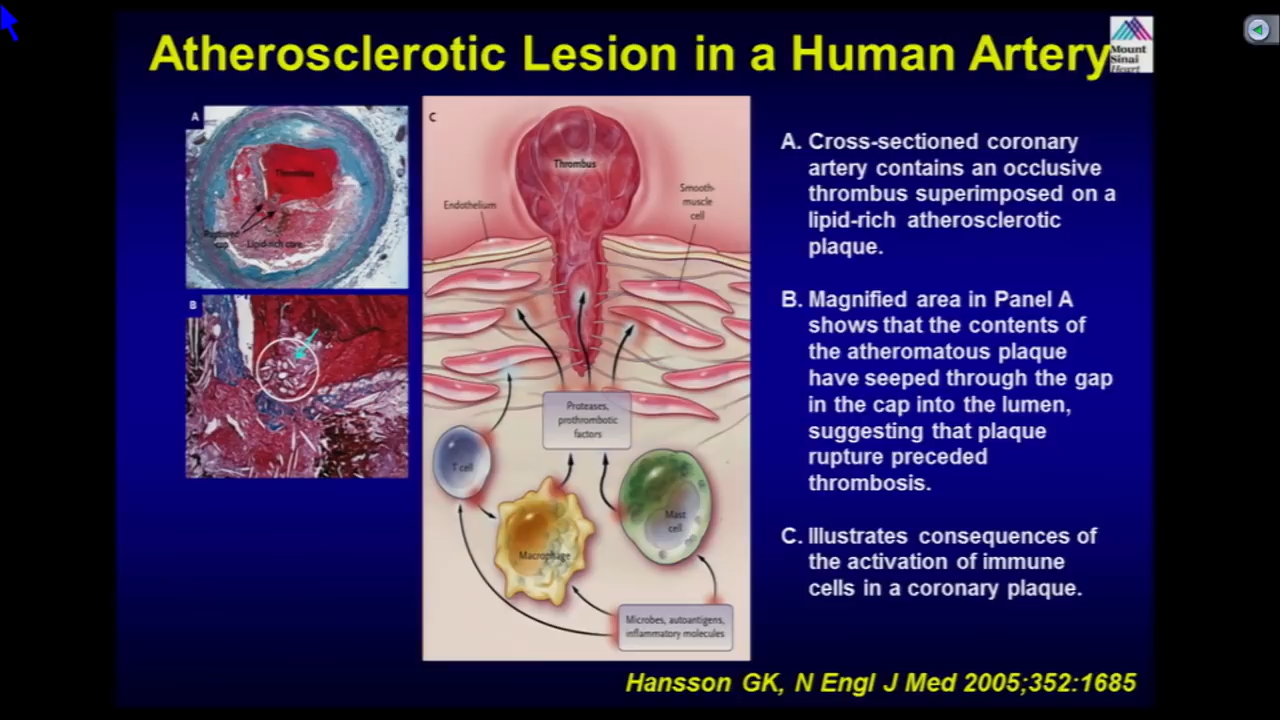 Atherosclerotic Lesion in a Human Artery
Mount
Sinai
Heart
A
Thrombus
Ruptured
cap
Lipid-rich core
B
C
Thrombus
Endothelium
Smooth-
muscle
cell
Proteases,
prothrombotic
factors
T cell
Macrophage
Mast
cell
Microbes, autoantigens,
inflammatory molecules
A. Cross-sectioned coronary
artery contains an occlusive
thrombus superimposed on a
lipid-rich atherosclerotic
plaque.
B. Magnified area in Panel A
shows that the contents of
the atheromatous plaque
have seeped through the gap
in the cap into the lumen,
suggesting that plaque
rupture preceded
thrombosis.
C. Illustrates consequences of
the activation of immune
cells in a coronary plaque.
Hansson GK, N Engl J Med 2005;352:1685